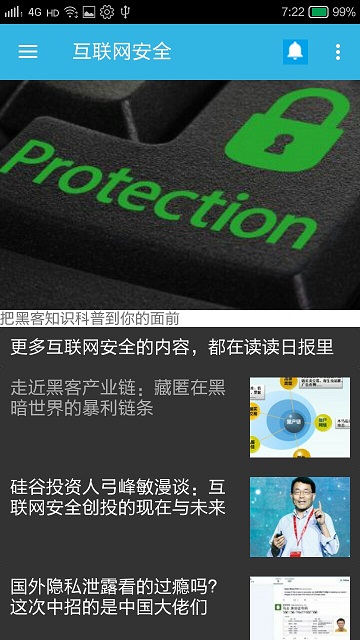 4G HD 7:22 99%
互联网安全
Protection
把黑客知识科普到你的面前
更多互联网安全的内容，都在读读日报里
走近黑客产业链：藏匿在黑
暗世界的暴利链条
黑产链
硅谷投资人弓峰敏漫谈：互
联网安全创投的现在与未来
国外隐私泄露看的过瘾吗？
这次中招的是中国大佬们